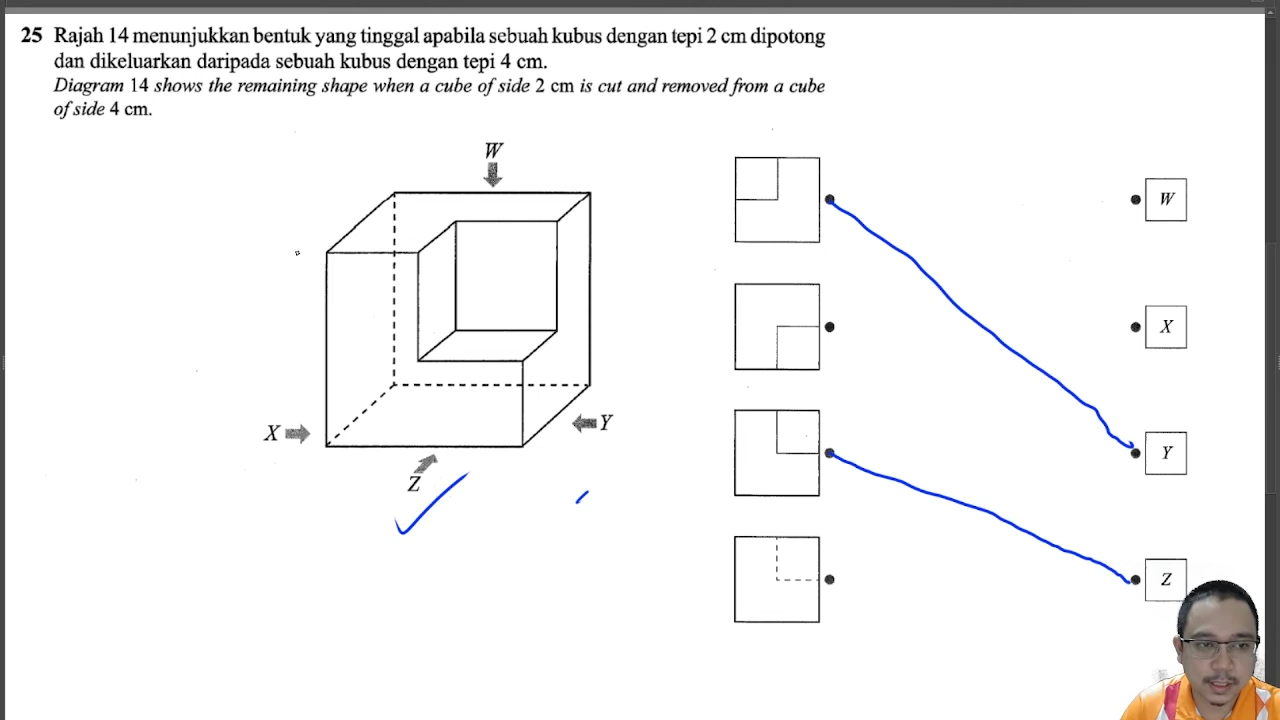 25 Rajah 14 menunjukkan bentuk yang tinggal apabila sebuah kubus dengan tepi 2 cm dipotong
dan dikeluarkan daripada sebuah kubus dengan tepi 4 cm.
Diagram 14 shows the remaining shape when a cube of side 2 cm is cut and removed from a cube
of side 4 cm.
W
X
Y
Z
W
X
Y
Z